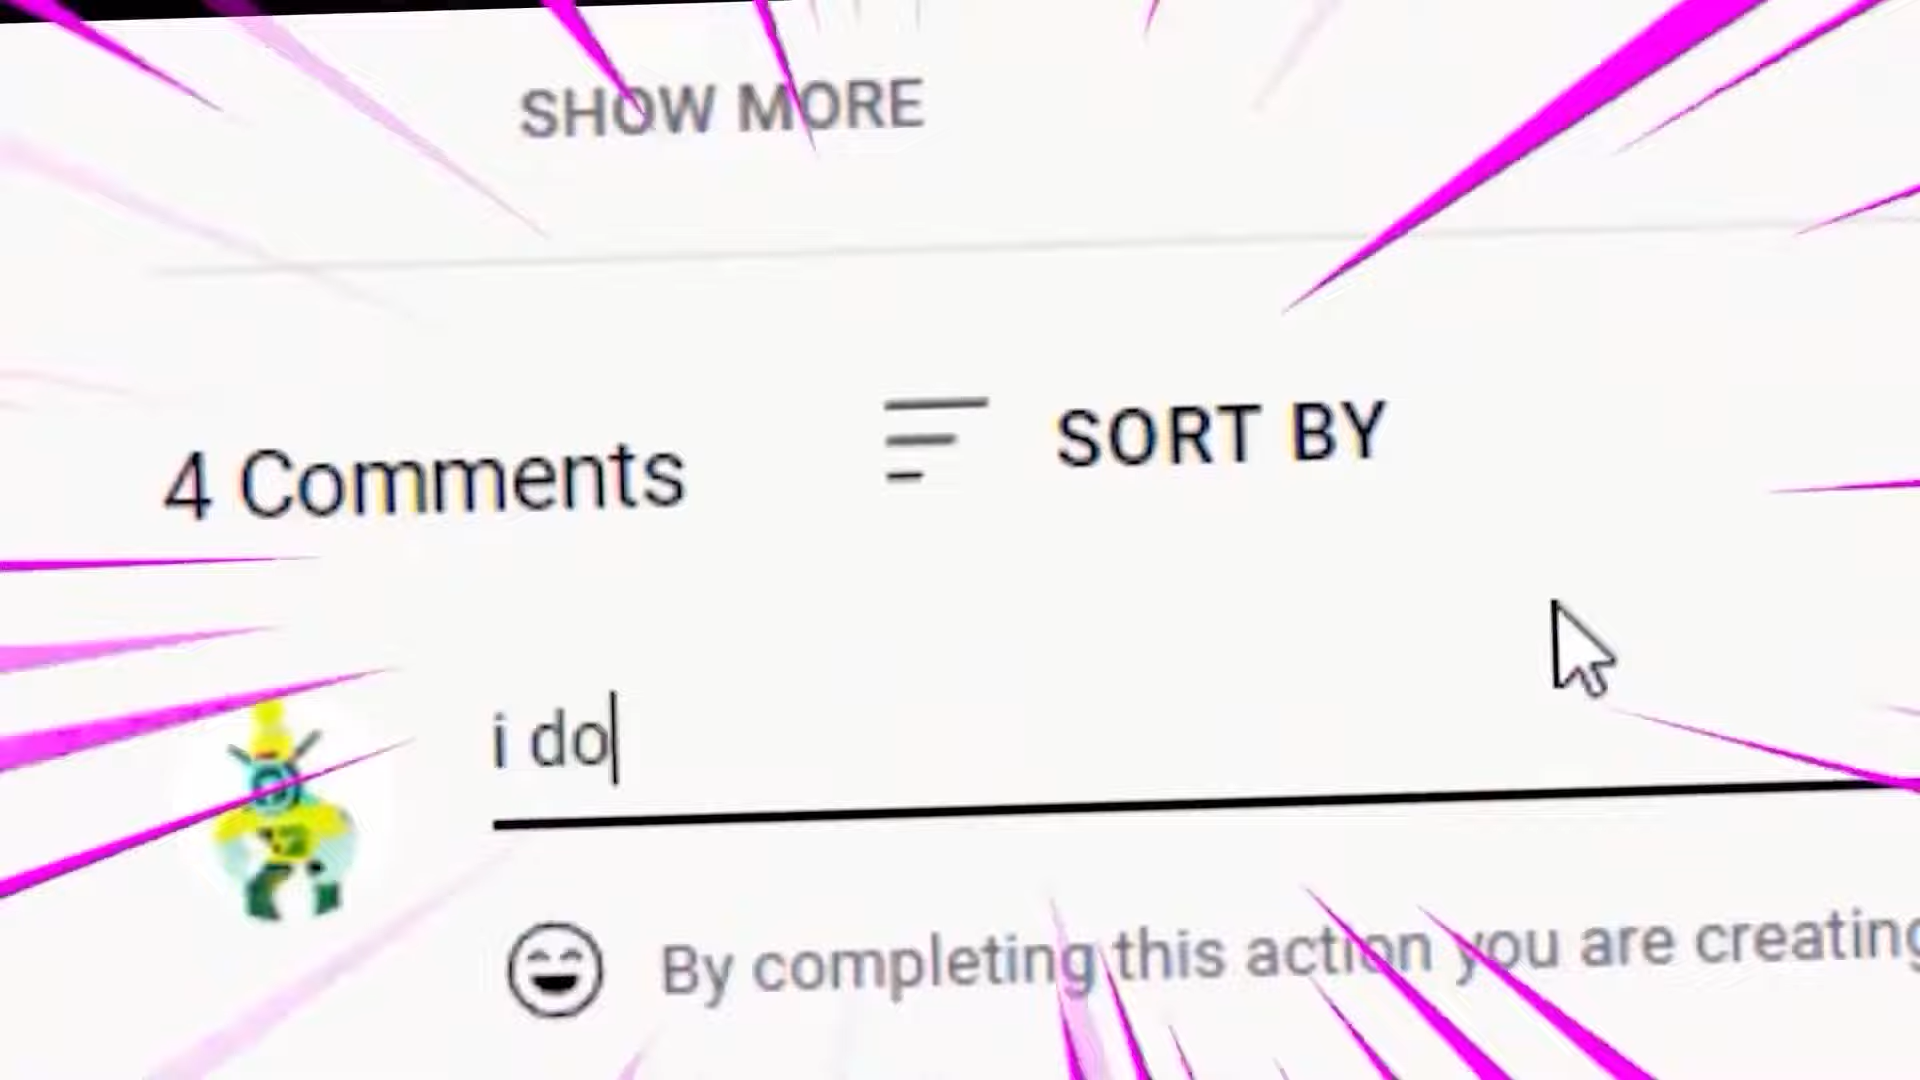 SHOW MORE
4 Comments
SORT BY
i do
By completing this action you are creating